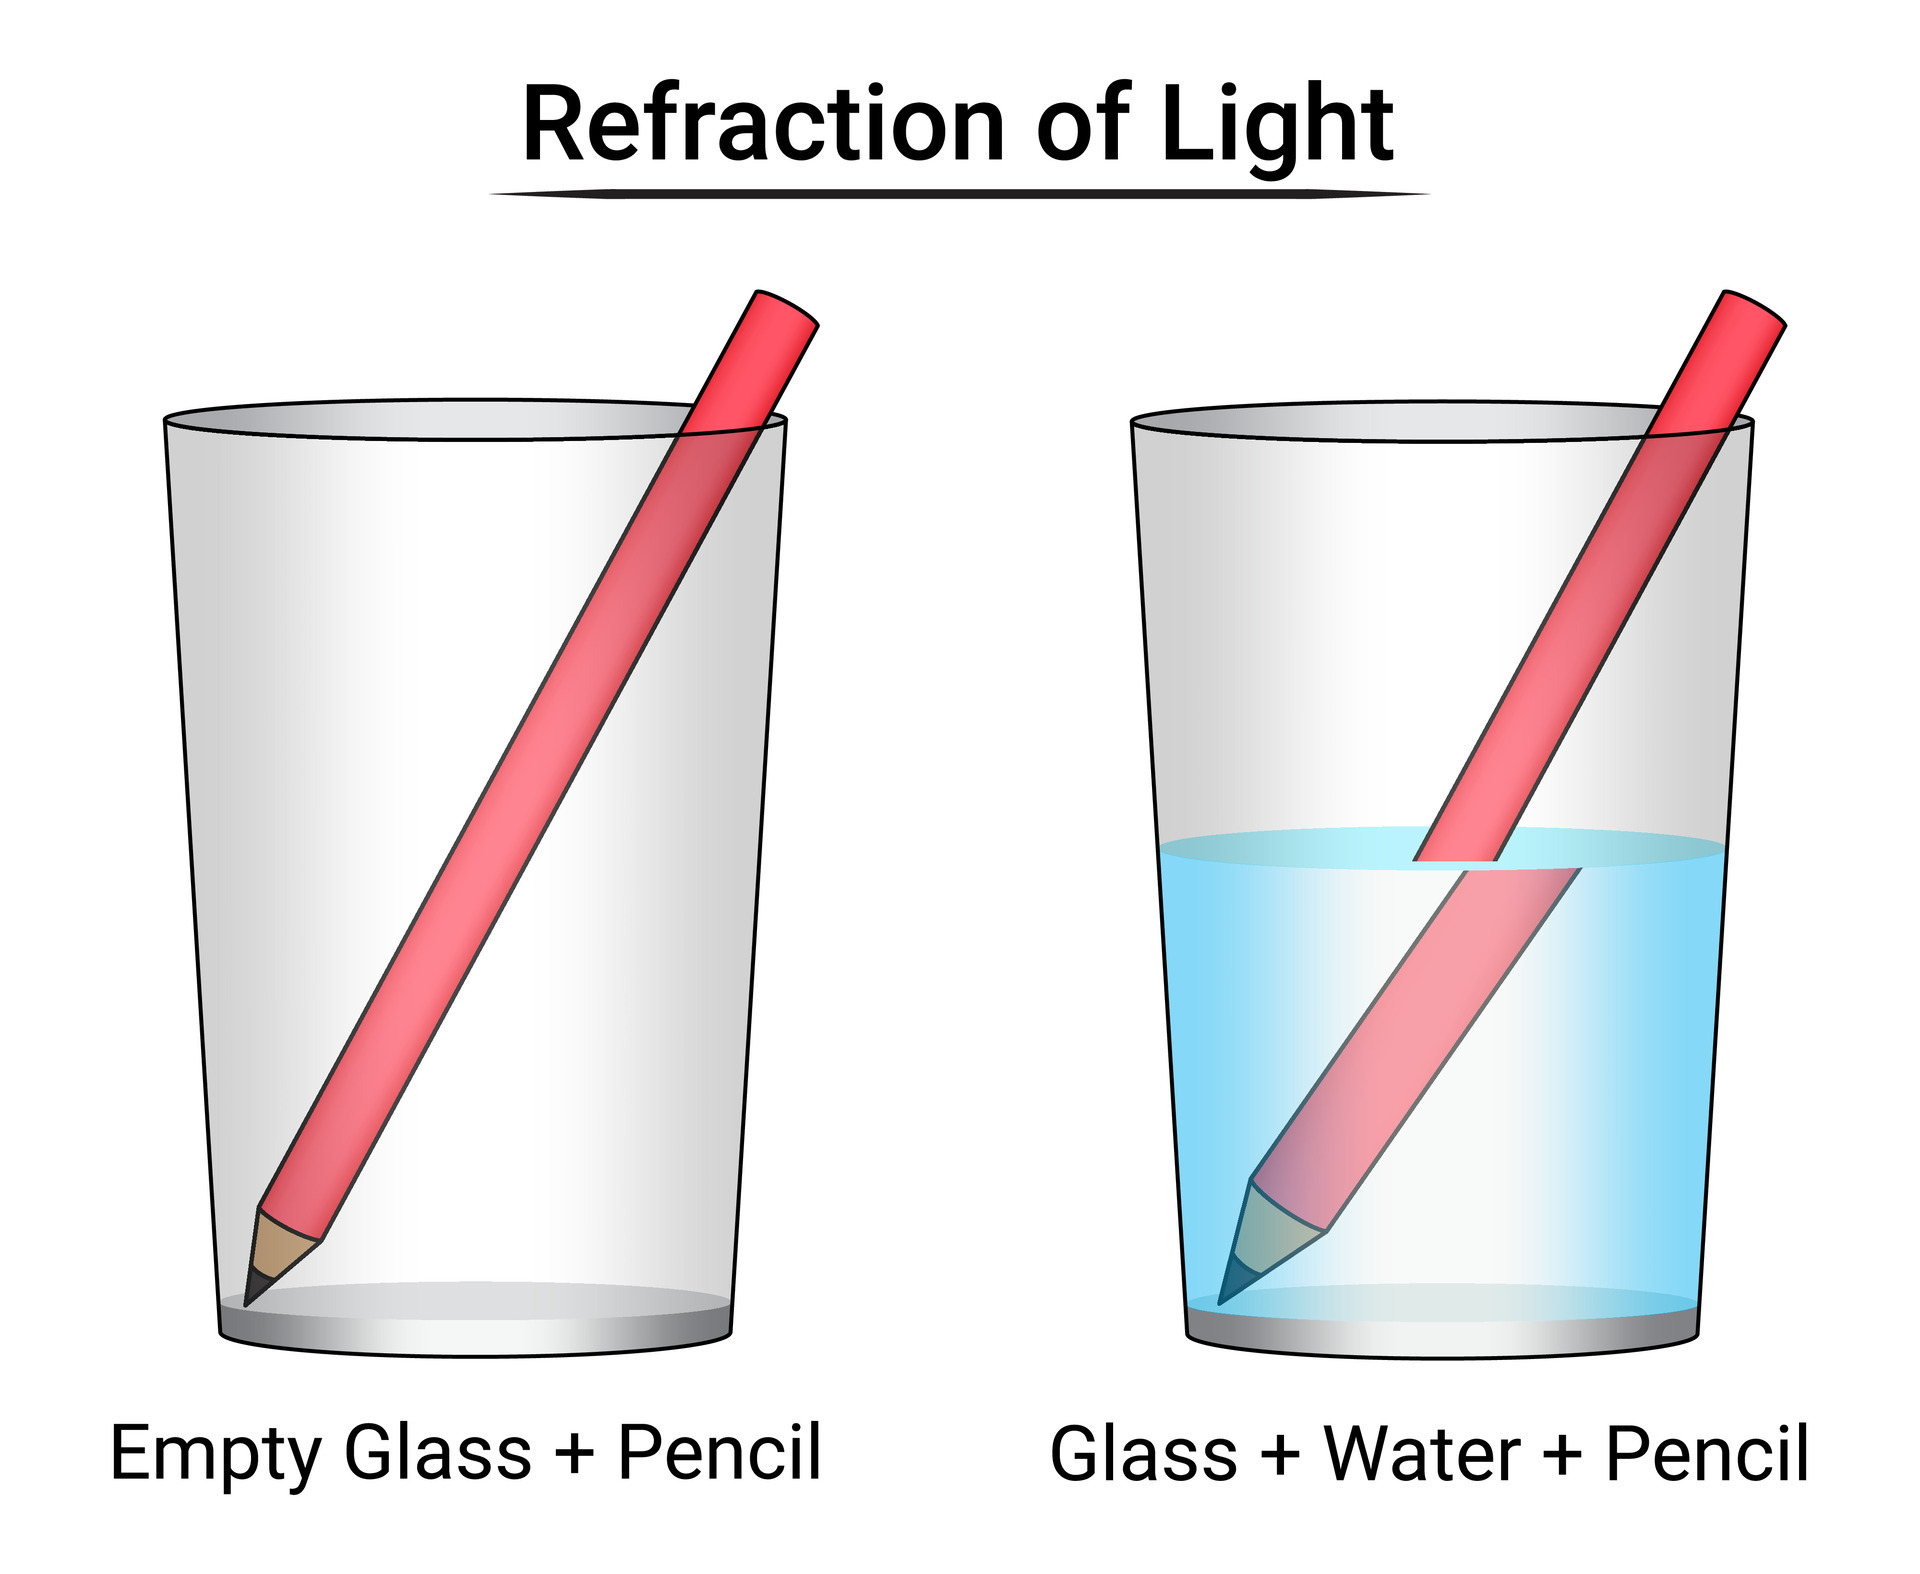 Refraction of Light
Empty Glass + Pencil
Glass + Water + Pencil